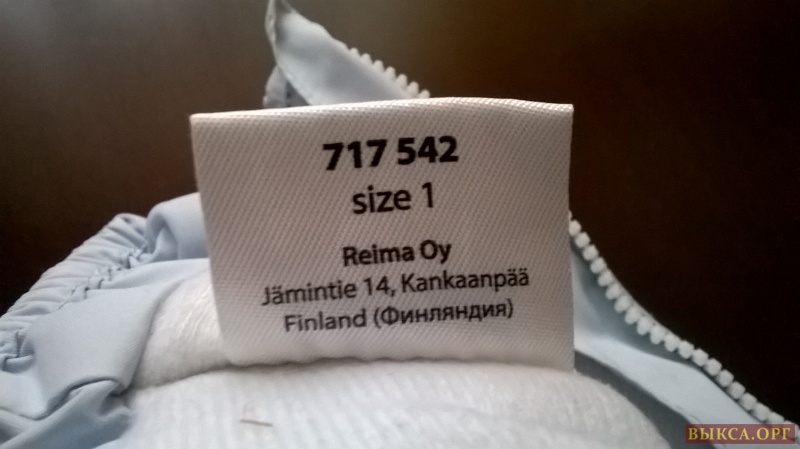 717 542
size 1
Reima Oy
Jämintie 14, Kankaanpää
Finland (Финляндия)
ВЫКСА.ОРГ